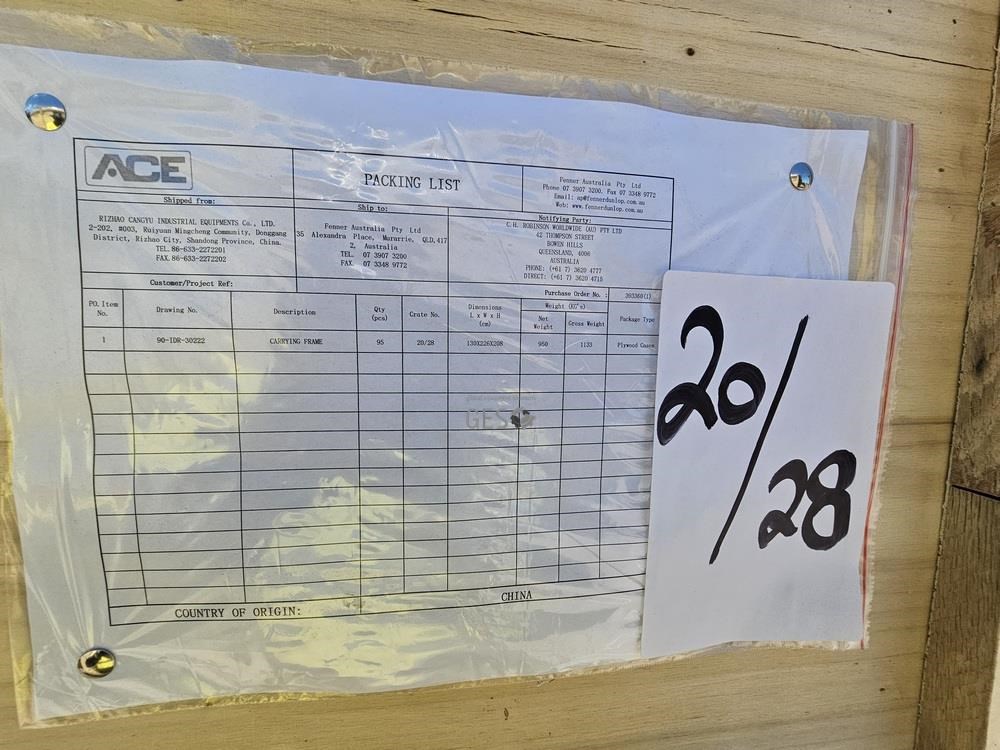 ACE
PACKING LIST
Fenner Australia Pty Ltd
Phone 07 3907 3200. Fax 07 3348 9772
Email: ap@fennerdunlop.com.au
Web: www.fennerdunlop.com.au
Shipped from:
RIZHAO CANGYU INDUSTRIAL EQUIPMENTS Co., LTD.
2-202, #003, Ruiyuan Mingcheng Community, Donggang
District, Rizhao City, Shandong Province, China.
TEL.86-633-2272201
FAX.86-633-2272202
Ship to:
Fenner Australia Pty Ltd
35 Alexandra Place, Murarrie, QLD,417
2, Australia
TEL. 07 3907 3200
FAX. 07 3348 9772
Notifying Party:
C.H. ROBINSON WORLDWIDE (AU) PTY LTD
42 THOMPSON STREET
BOWEN HILLS
QUEENSLAND, 4006
AUSTRALIA
PHONE: (+61 7) 3620 4777
DIRECT: (+61 7) 3620 4715
Customer/Project Ref:
Purchase Order No. : 393360(1)
PO. Item No.
Drawing No.
Description
Qty (pcs)
Crate No.
Dimensions L x W x H (cm)
Weight (KG's)
Net Weight
Gross Weight
Package Type
1 90-IDR-30222 CARRYING FRAME 95 20/28 130X226X208 950 1133 Plywood Cases
GES
COUNTRY OF ORIGIN: CHINA
20/28